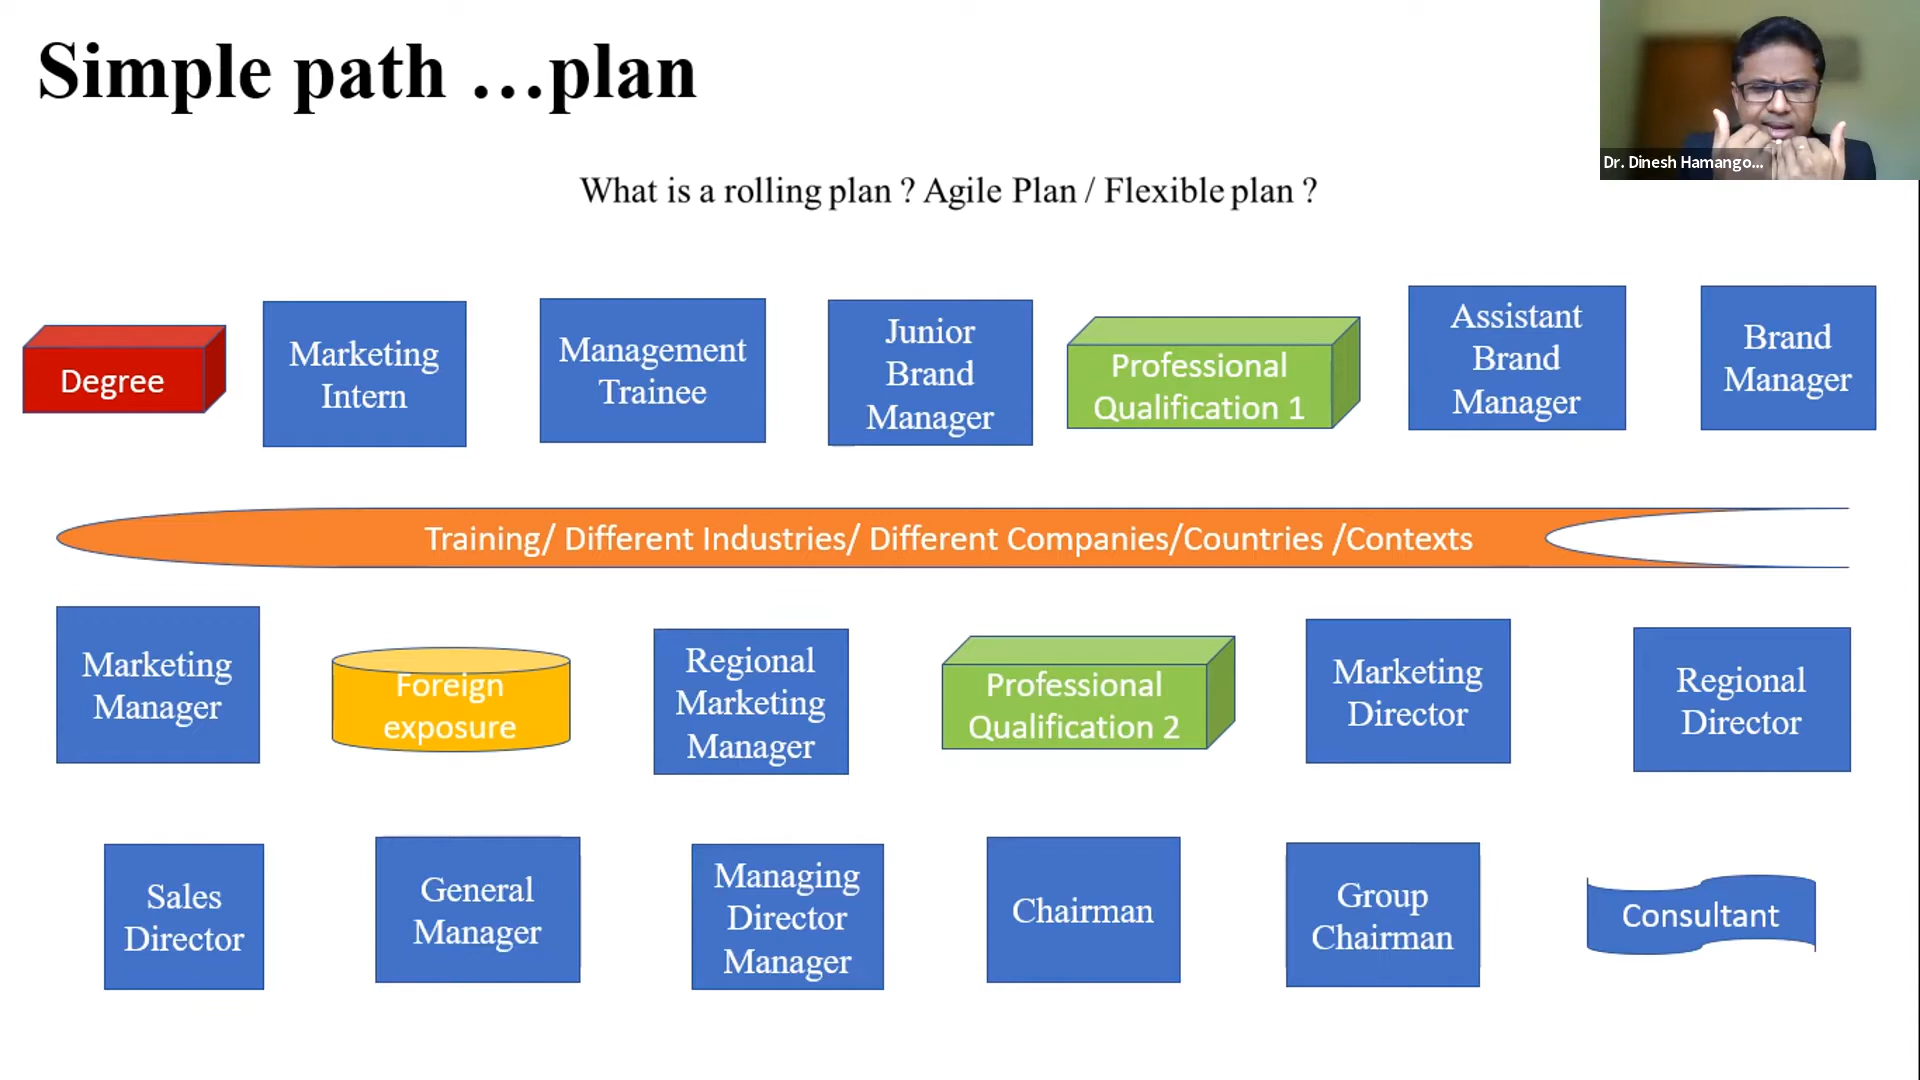 Simple path …plan
Dr. Dinesh Hamango...
What is a rolling plan ? Agile Plan / Flexible plan ?
Degree
Marketing
Intern
Management
Trainee
Junior
Brand
Manager
Professional
Qualification 1
Assistant
Brand
Manager
Brand
Manager
Training/ Different Industries/ Different Companies/Countries /Contexts
Marketing
Manager
Foreign
exposure
Regional
Marketing
Manager
Professional
Qualification 2
Marketing
Director
Regional
Director
Sales
Director
General
Manager
Managing
Director
Manager
Chairman
Group
Chairman
Consultant